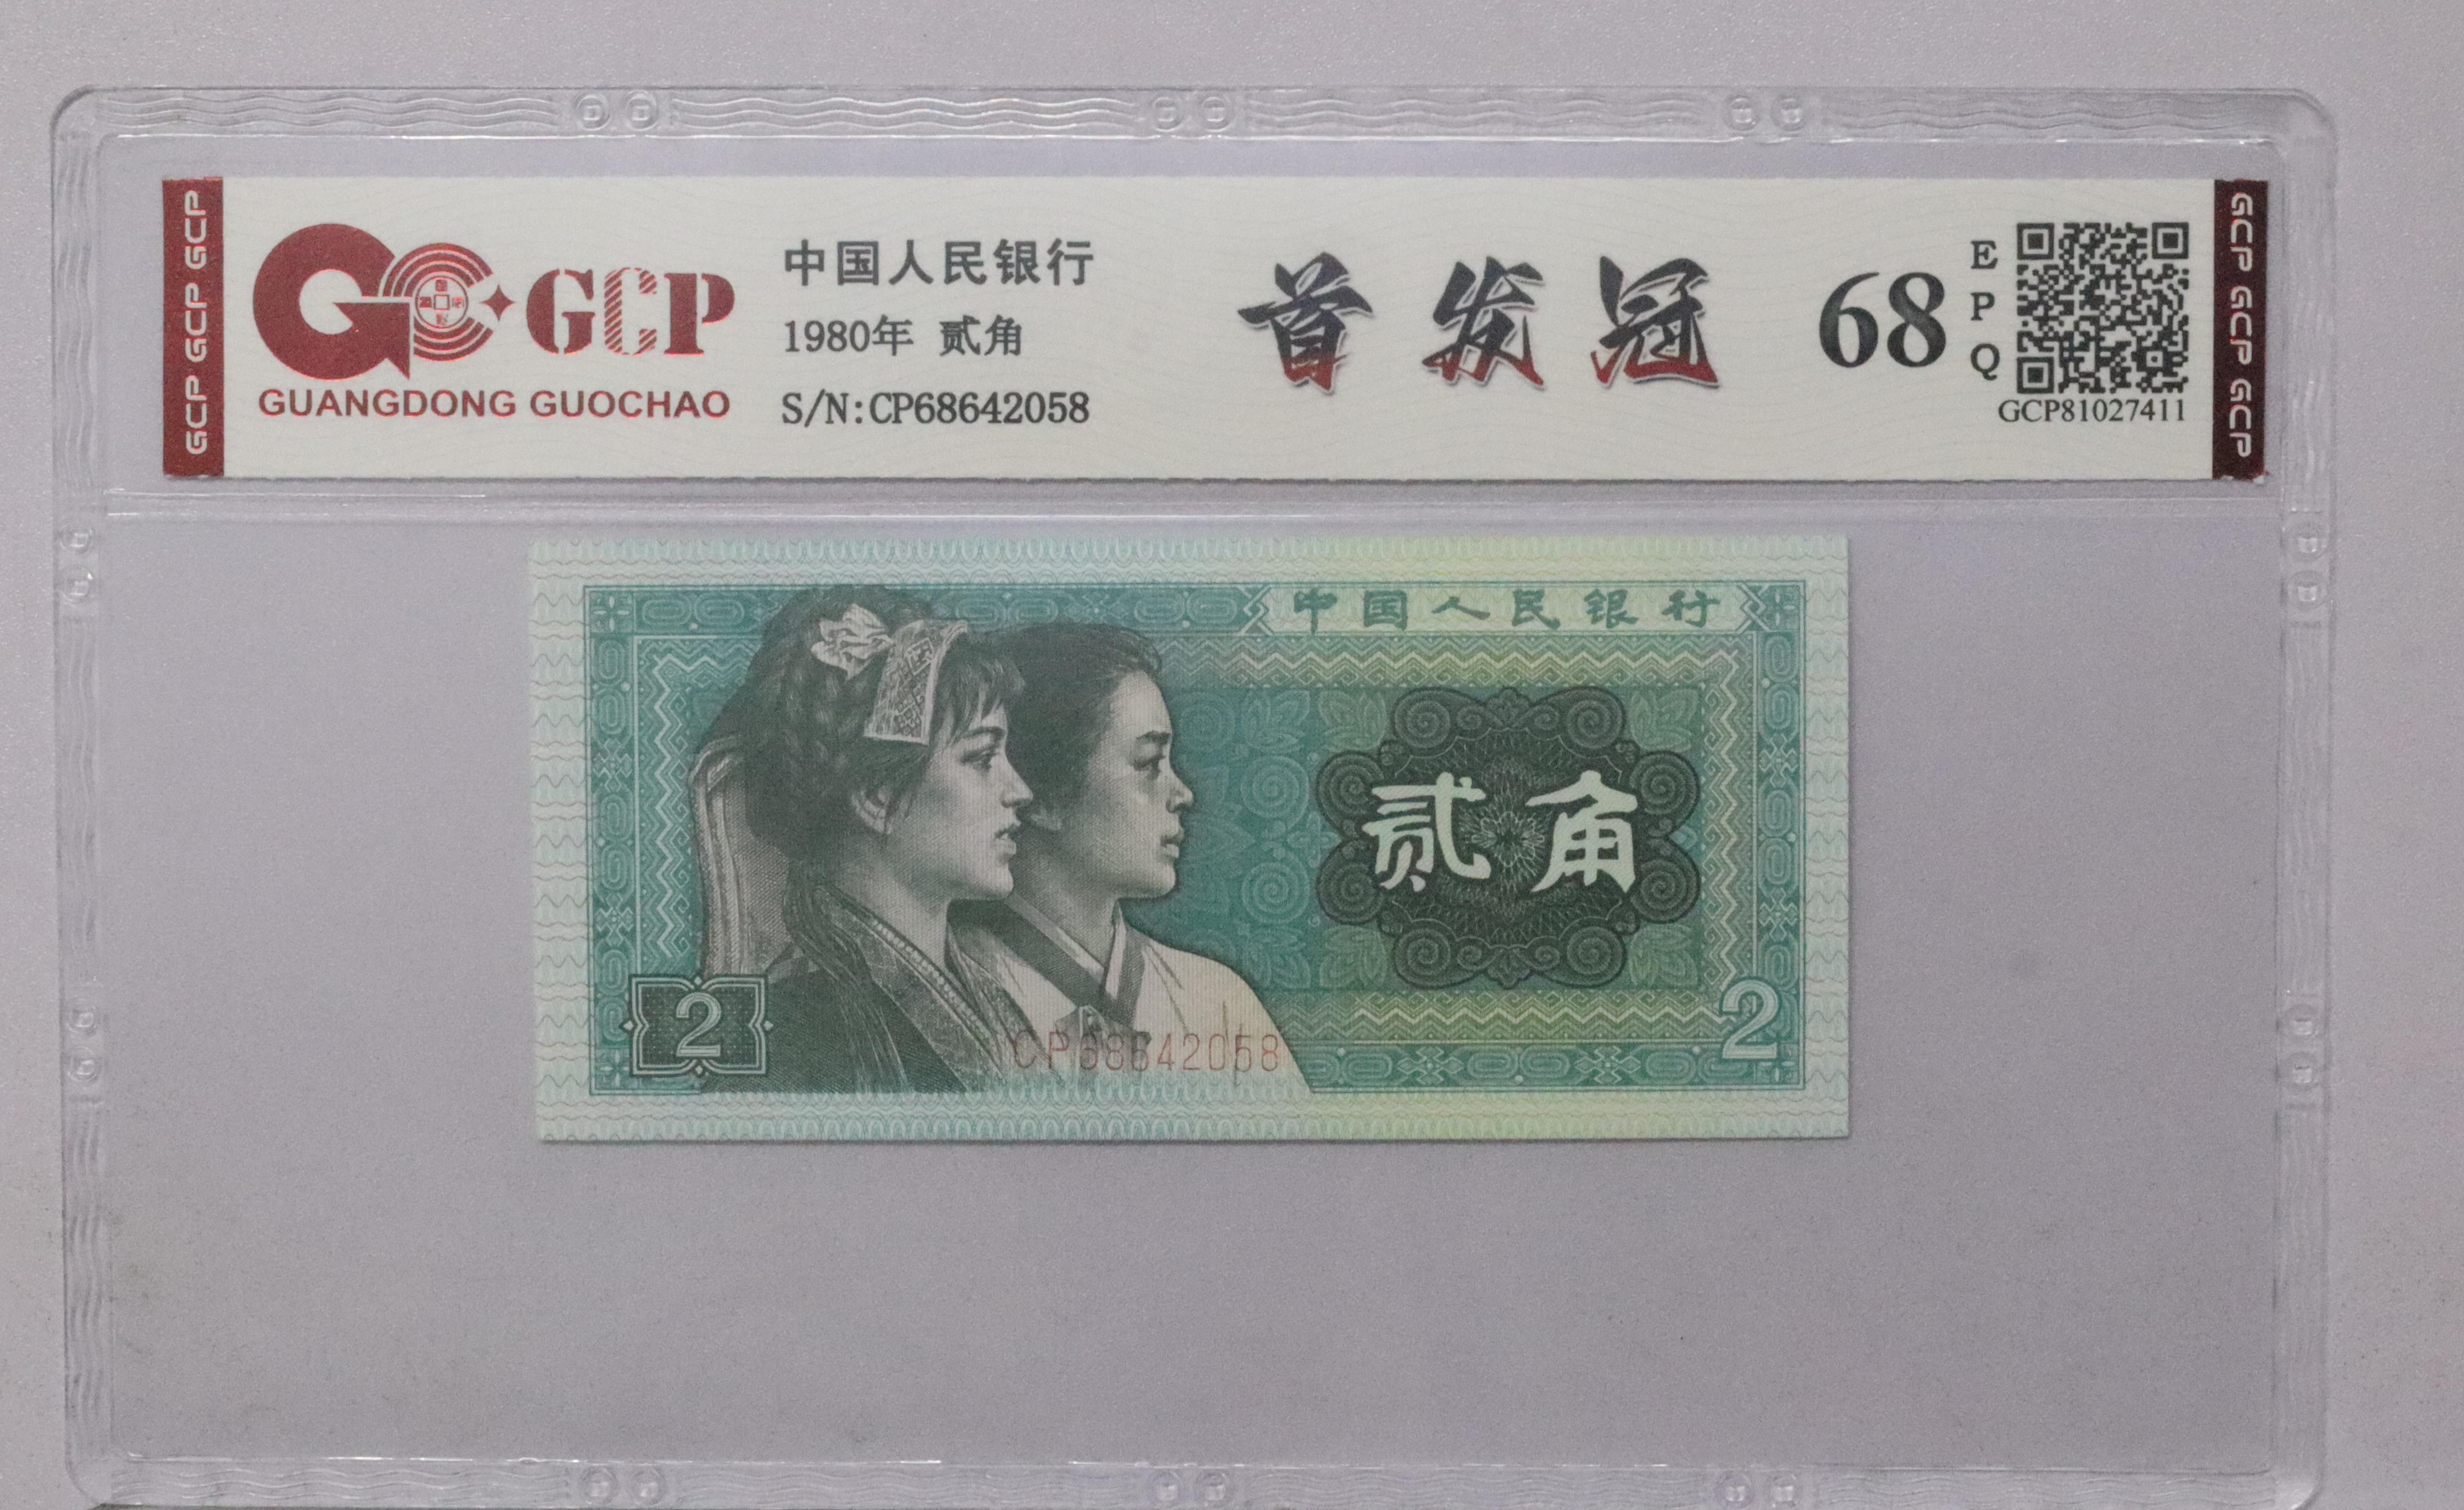 GCP GCP GCP
GCP
GUANGDONG GUOCHAO
中国人民银行
1980年 贰角
S/N:CP68642058
首发冠
68
EPQ
GCP81027411
GCP GCP GCP
中国人民银行
贰角
2
CP68642058
2